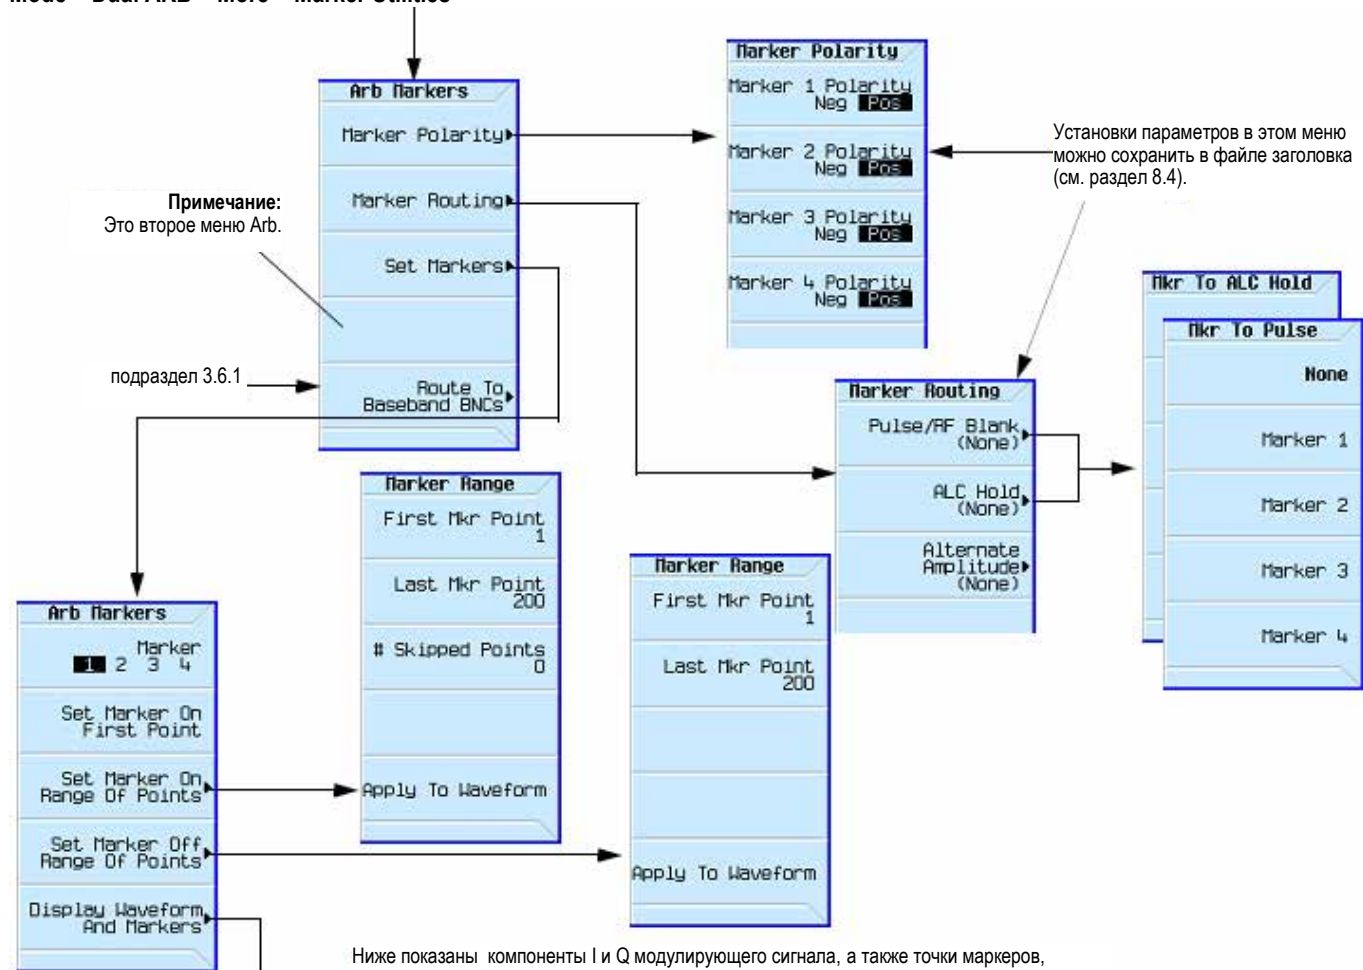 Mode > Dual ARB > More > Marker Utilities
Arb Markers
Marker Polarity
Marker Routing
Set Markers
Route To
Baseband BNCs
Примечание:
Это второе меню Arb.
подраздел 3.6.1
Marker Polarity
Marker 1 Polarity
Neg Pos
Marker 2 Polarity
Neg Pos
Marker 3 Polarity
Neg Pos
Marker 4 Polarity
Neg Pos
Установки параметров в этом меню
можно сохранить в файле заголовка
(см. раздел 8.4).
Marker Routing
Pulse/RF Blank
(None)
ALC Hold
(None)
Alternate
Amplitude
(None)
Mkr To ALC Hold
Mkr To Pulse
None
Marker 1
Marker 2
Marker 3
Marker 4
Marker Range
First Mkr Point
1
Last Mkr Point
200
# Skipped Points
0
Apply To Waveform
Marker Range
First Mkr Point
1
Last Mkr Point
200
Apply To Waveform
Arb Markers
Marker
1 2 3 4
Set Marker On
First Point
Set Marker On
Range Of Points
Set Marker Off
Range Of Points
Display Waveform
And Markers
Ниже показаны компоненты I и Q модулирующего сигнала, а также точки маркеров,